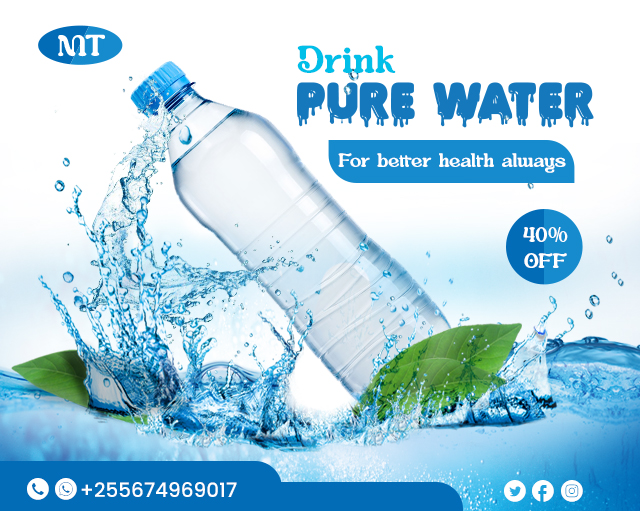 MT
Drink
PURE WATER
For better health always
40%
OFF
+255674969017